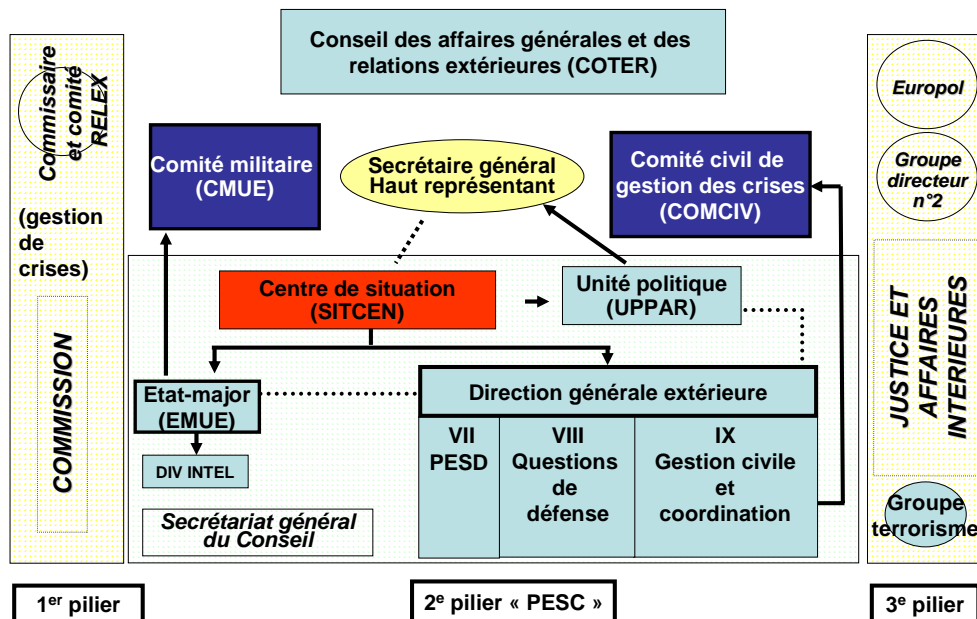 Conseil des affaires générales et des
relations extérieures (COTER)
Commissaire
et comité
RELEX
(gestion
de
crises)
COMMISSION
Comité militaire
(CMUE)
Secrétaire général
Haut représentant
Comité civil de
gestion des crises
(COMCIV)
Centre de situation
(SITCEN)
Unité politique
(UPPAR)
Etat-major
(EMUE)
DIV INTEL
Direction générale extérieure
VII
PESD
VIII
Questions
de
défense
IX
Gestion civile
et
coordination
Secrétariat général
du Conseil
Europol
Groupe
directeur
n°2
JUSTICE ET
AFFAIRES
INTERIEURES
Groupe
terrorisme
1er pilier
2e pilier « PESC »
3e pilier